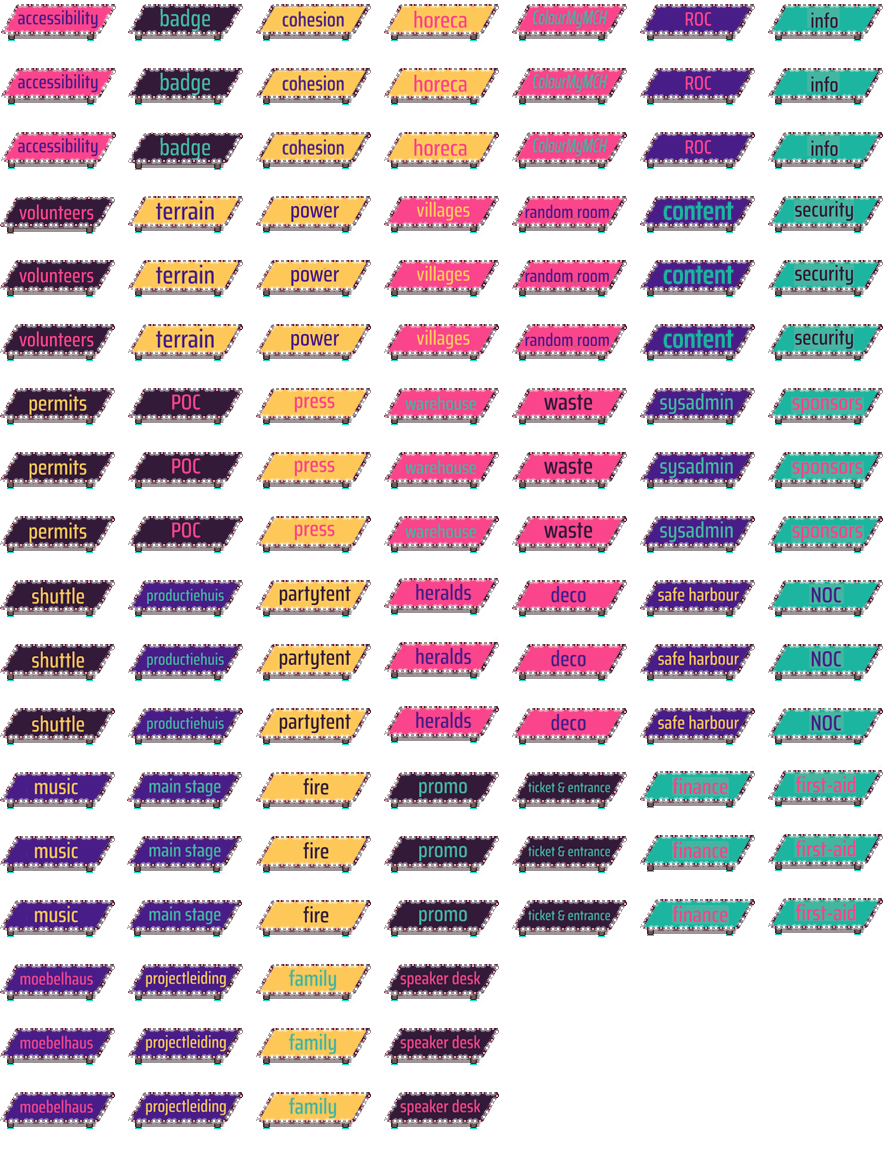 accessibility badge cohesion horeca ColourMyMCH ROC info
accessibility badge cohesion horeca ColourMyMCH ROC info
accessibility badge cohesion horeca ColourMyMCH ROC info
volunteers terrain power villages random room content security
volunteers terrain power villages random room content security
volunteers terrain power villages random room content security
permits POC press warehouse waste sysadmin sponsors
permits POC press warehouse waste sysadmin sponsors
permits POC press warehouse waste sysadmin sponsors
shuttle productiehuis partytent heralds deco safe harbour NOC
shuttle productiehuis partytent heralds deco safe harbour NOC
shuttle productiehuis partytent heralds deco safe harbour NOC
music main stage fire promo ticket & entrance finance first-aid
music main stage fire promo ticket & entrance finance first-aid
music main stage fire promo ticket & entrance finance first-aid
moebelhaus projectleiding family speaker desk
moebelhaus projectleiding family speaker desk
moebelhaus projectleiding family speaker desk